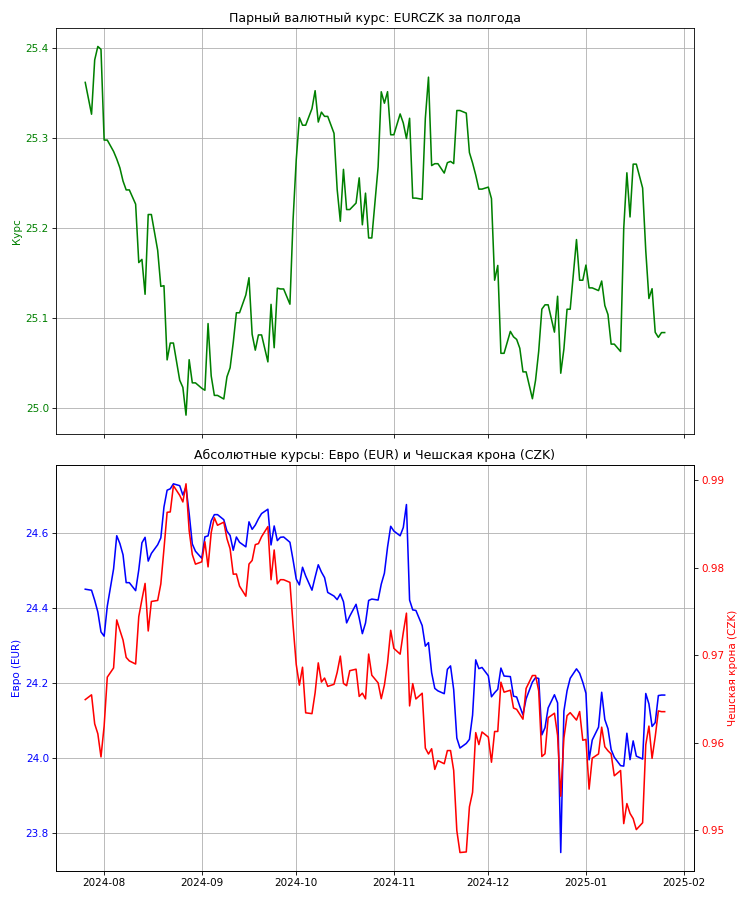 Парный валютный курс: EURCZK за полгода
25.4
25.3
25.2
25.1
25.0
Курс
Абсолютные курсы: Евро (EUR) и Чешская крона (CZK)
24.6
24.4
24.2
24.0
23.8
Евро (EUR)
0.99
0.98
0.97
0.96
0.95
Чешская крона (CZK)
2024-08 2024-09 2024-10 2024-11 2024-12 2025-01 2025-02